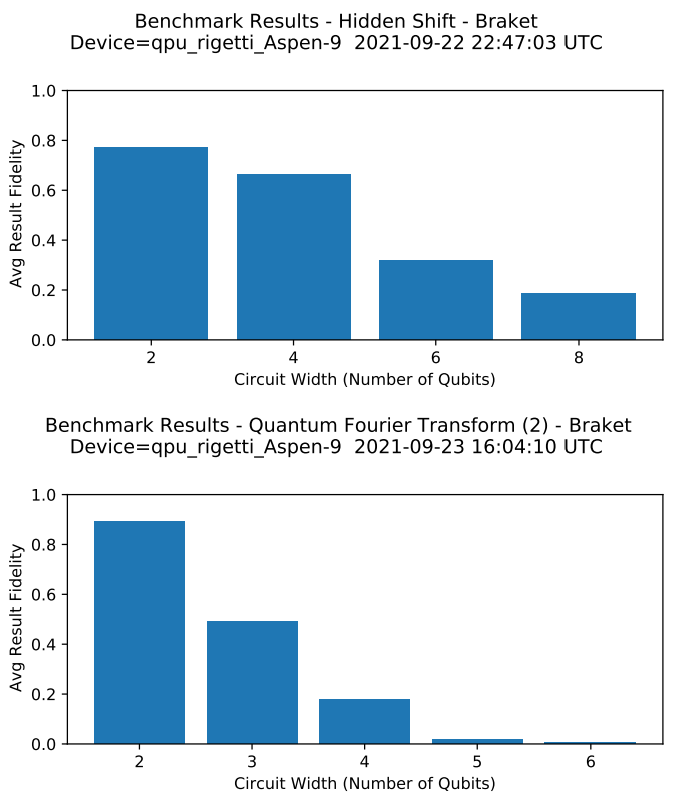 Benchmark Results - Hidden Shift - Braket
Device=qpu_rigetti_Aspen-9  2021-09-22 22:47:03 UTC
1.0
0.8
0.6
0.4
0.2
0.0
Avg Result Fidelity
2 4 6 8
Circuit Width (Number of Qubits)
Benchmark Results - Quantum Fourier Transform (2) - Braket
Device=qpu_rigetti_Aspen-9  2021-09-23 16:04:10 UTC
1.0
0.8
0.6
0.4
0.2
0.0
Avg Result Fidelity
2 3 4 5 6
Circuit Width (Number of Qubits)